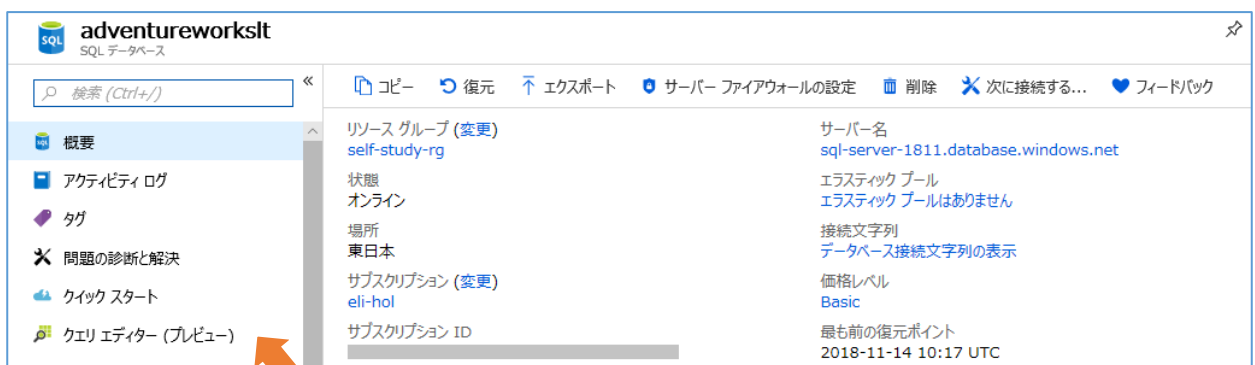 adventureworkslt
SQL データベース
検索 (Ctrl+/)
«
コピー 復元 エクスポート サーバー ファイアウォールの設定 削除 次に接続する... フィードバック
概要
アクティビティ ログ
タグ
問題の診断と解決
クイック スタート
クエリ エディター (プレビュー)
リソース グループ (変更)
self-study-rg
状態
オンライン
場所
東日本
サブスクリプション (変更)
eli-hol
サブスクリプション ID
サーバー名
sql-server-1811.database.windows.net
エラスティック プール
エラスティック プールはありません
接続文字列
データベース接続文字列の表示
価格レベル
Basic
最も前の復元ポイント
2018-11-14 10:17 UTC